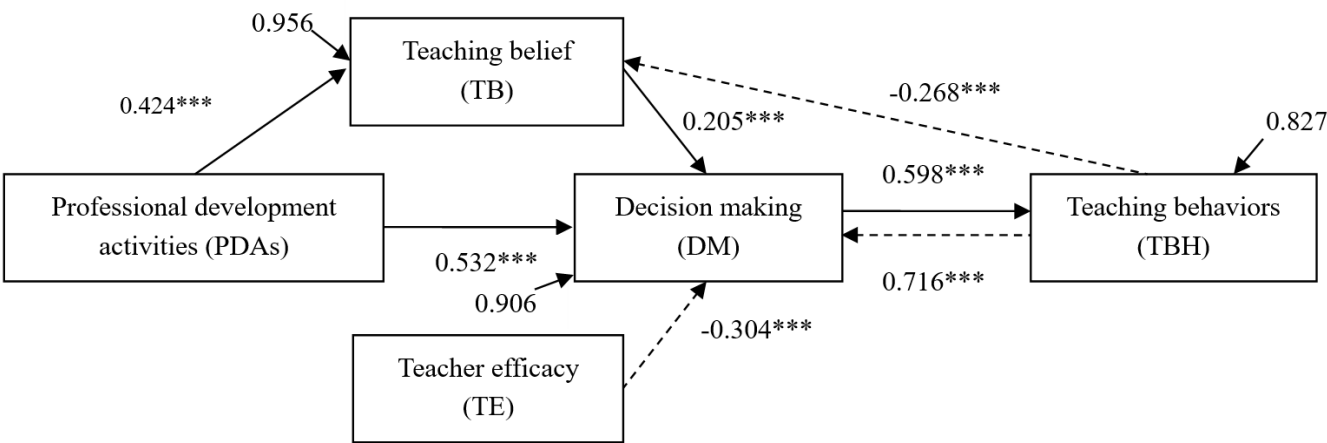 0.956
Teaching belief
(TB)
0.424***
-0.268***
0.205***
0.827
Professional development
activities (PDAs)
Decision making
(DM)
0.598***
Teaching behaviors
(TBH)
0.532***
0.716***
0.906
-0.304***
Teacher efficacy
(TE)